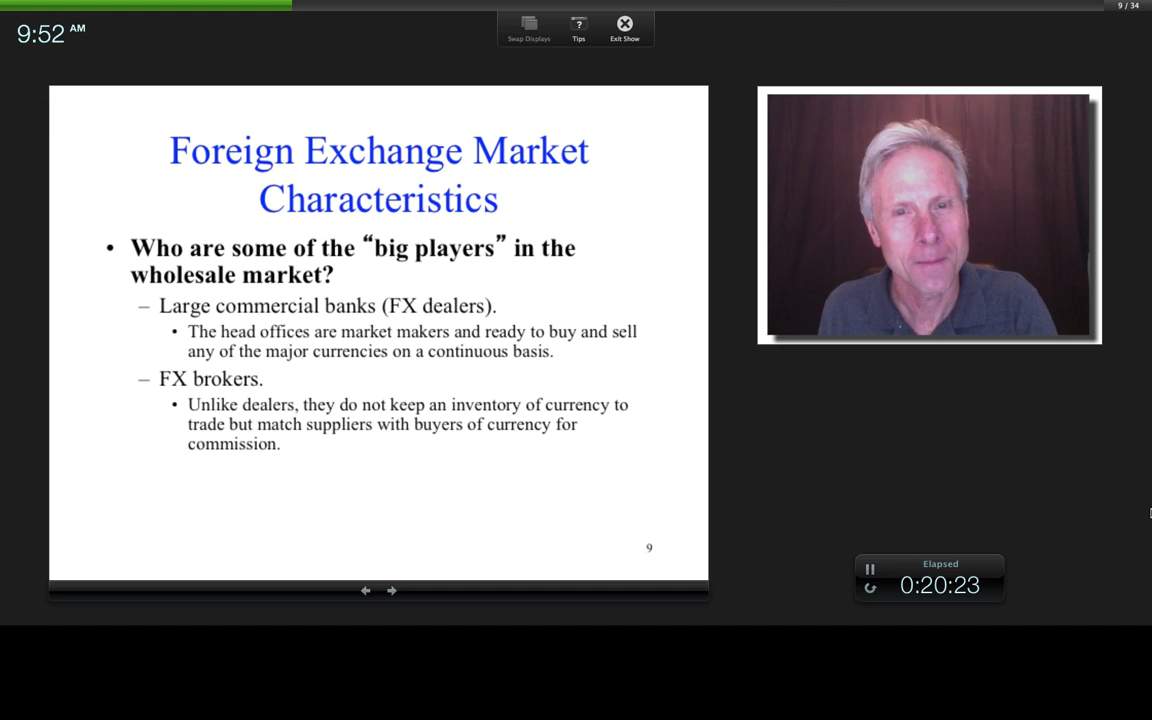 9 / 34
9:52 AM
Swap Displays
Tips
Exit Show
Foreign Exchange Market
Characteristics
• Who are some of the “big players” in the
wholesale market?
– Large commercial banks (FX dealers).
• The head offices are market makers and ready to buy and sell
any of the major currencies on a continuous basis.
– FX brokers.
• Unlike dealers, they do not keep an inventory of currency to
trade but match suppliers with buyers of currency for
commission.
9
Elapsed
0:20:23